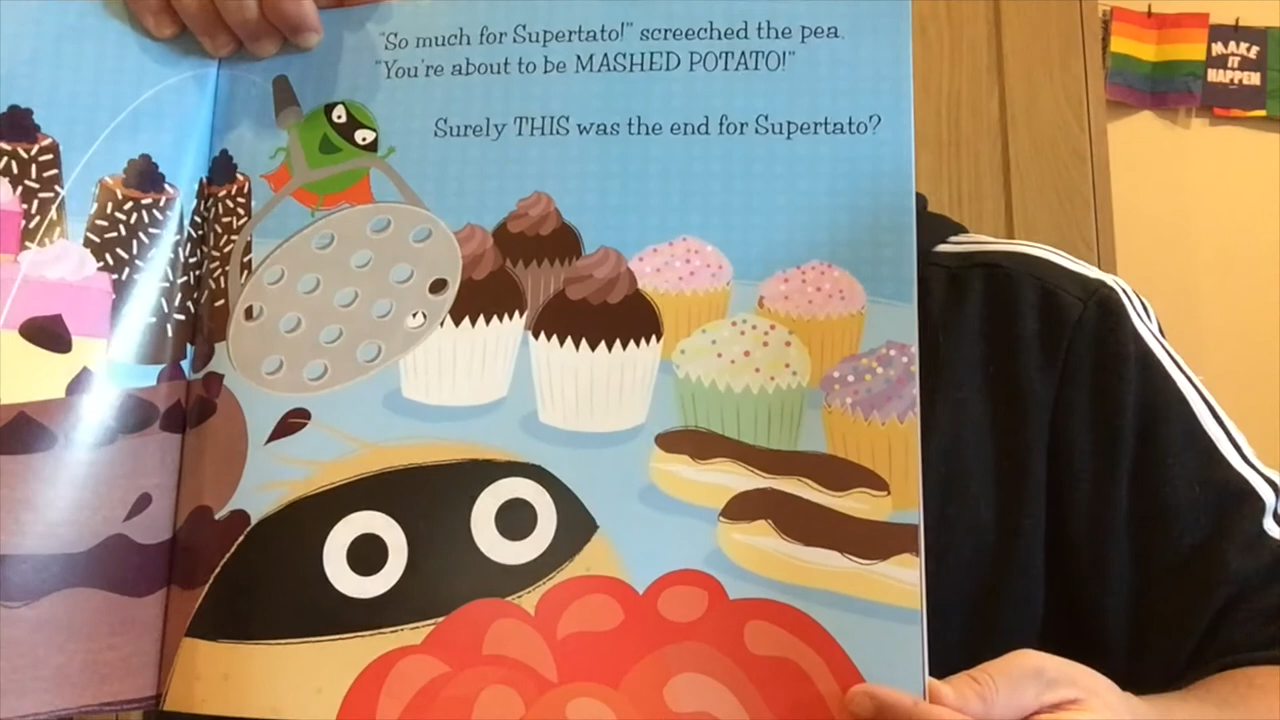 "So much for Supertato!" screeched the pea.
"You're about to be MASHED POTATO!"
Surely THIS was the end for Supertato?
MAKE
IT
HAPPEN